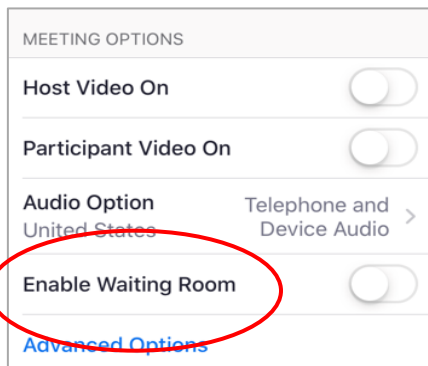 MEETING OPTIONS
Host Video On
Participant Video On
Audio Option
Telephone and
United States
Device Audio
Enable Waiting Room
Advanced Options